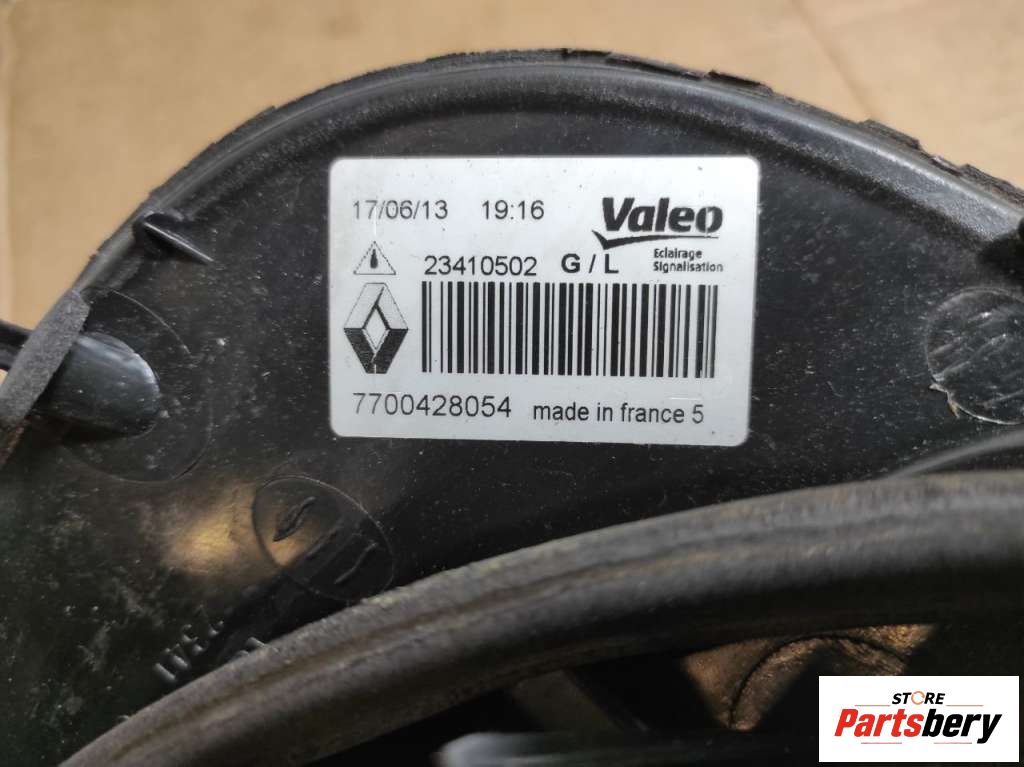 17/06/13 19:16 Valeo
Eclairage
23410502 G / L Signalisation
7700428054 made in france 5
STORE
Partsbery